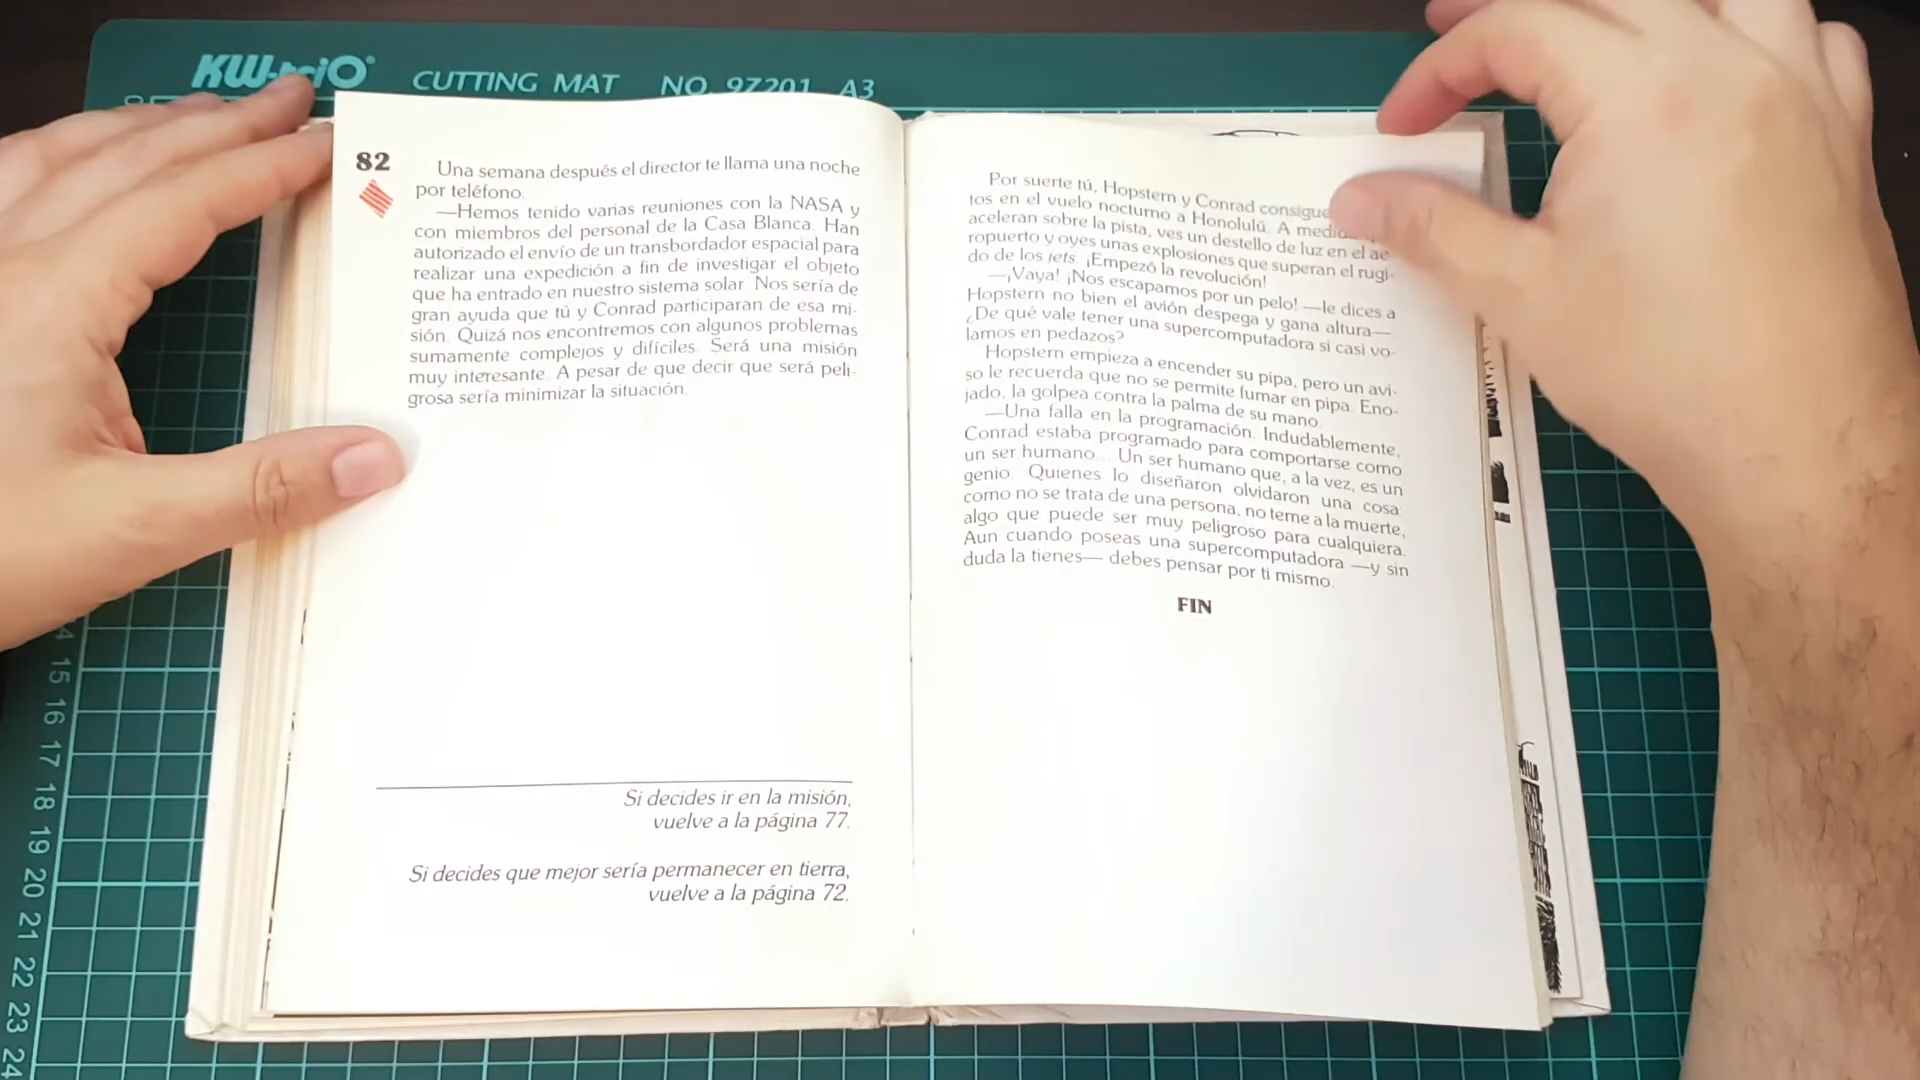 CUTTING MAT NO. 97201 A3
82
Una semana después el director te llama una noche
por teléfono.
—Hemos tenido varias reuniones con la NASA y
con miembros del personal de la Casa Blanca. Han
autorizado el envío de un transbordador espacial para
realizar una expedición a fin de investigar el objeto
que ha entrado en nuestro sistema solar. Nos sería de
gran ayuda que tú y Conrad participaran de esa mi-
sión. Quizá nos encontremos con algunos problemas
sumamente complejos y difíciles. Será una misión
muy interesante. A pesar de que decir que será peli-
grosa sería minimizar la situación.
Si decides ir en la misión,
vuelve a la página 77.
Si decides que mejor sería permanecer en tierra,
vuelve a la página 72.
Por suerte tú, Hopstern y Conrad consigue
tos en el vuelo nocturno a Honolulú. A medid
aceleran sobre la pista, ves un destello de luz en el ae-
ropuerto y oyes unas explosiones que superan el rugi-
do de los jets. ¡Empezó la revolución!
—¡Vaya! ¡Nos escapamos por un pelo! —le dices a
Hopstern no bien el avión despega y gana altura—
¿De qué vale tener una supercomputadora si casi vo-
lamos en pedazos?
Hopstern empieza a encender su pipa, pero un avi-
so le recuerda que no se permite fumar en pipa. Eno-
jado, la golpea contra la palma de su mano.
—Una falla en la programación. Indudablemente,
Conrad estaba programado para comportarse como
un ser humano... Un ser humano que, a la vez, es un
genio. Quienes lo diseñaron olvidaron una cosa:
como no se trata de una persona, no teme a la muerte,
algo que puede ser muy peligroso para cualquiera.
Aun cuando poseas una supercomputadora —y sin
duda la tienes— debes pensar por ti mismo.
FIN
14
15
16
17
18
19
20
21
22
23
24